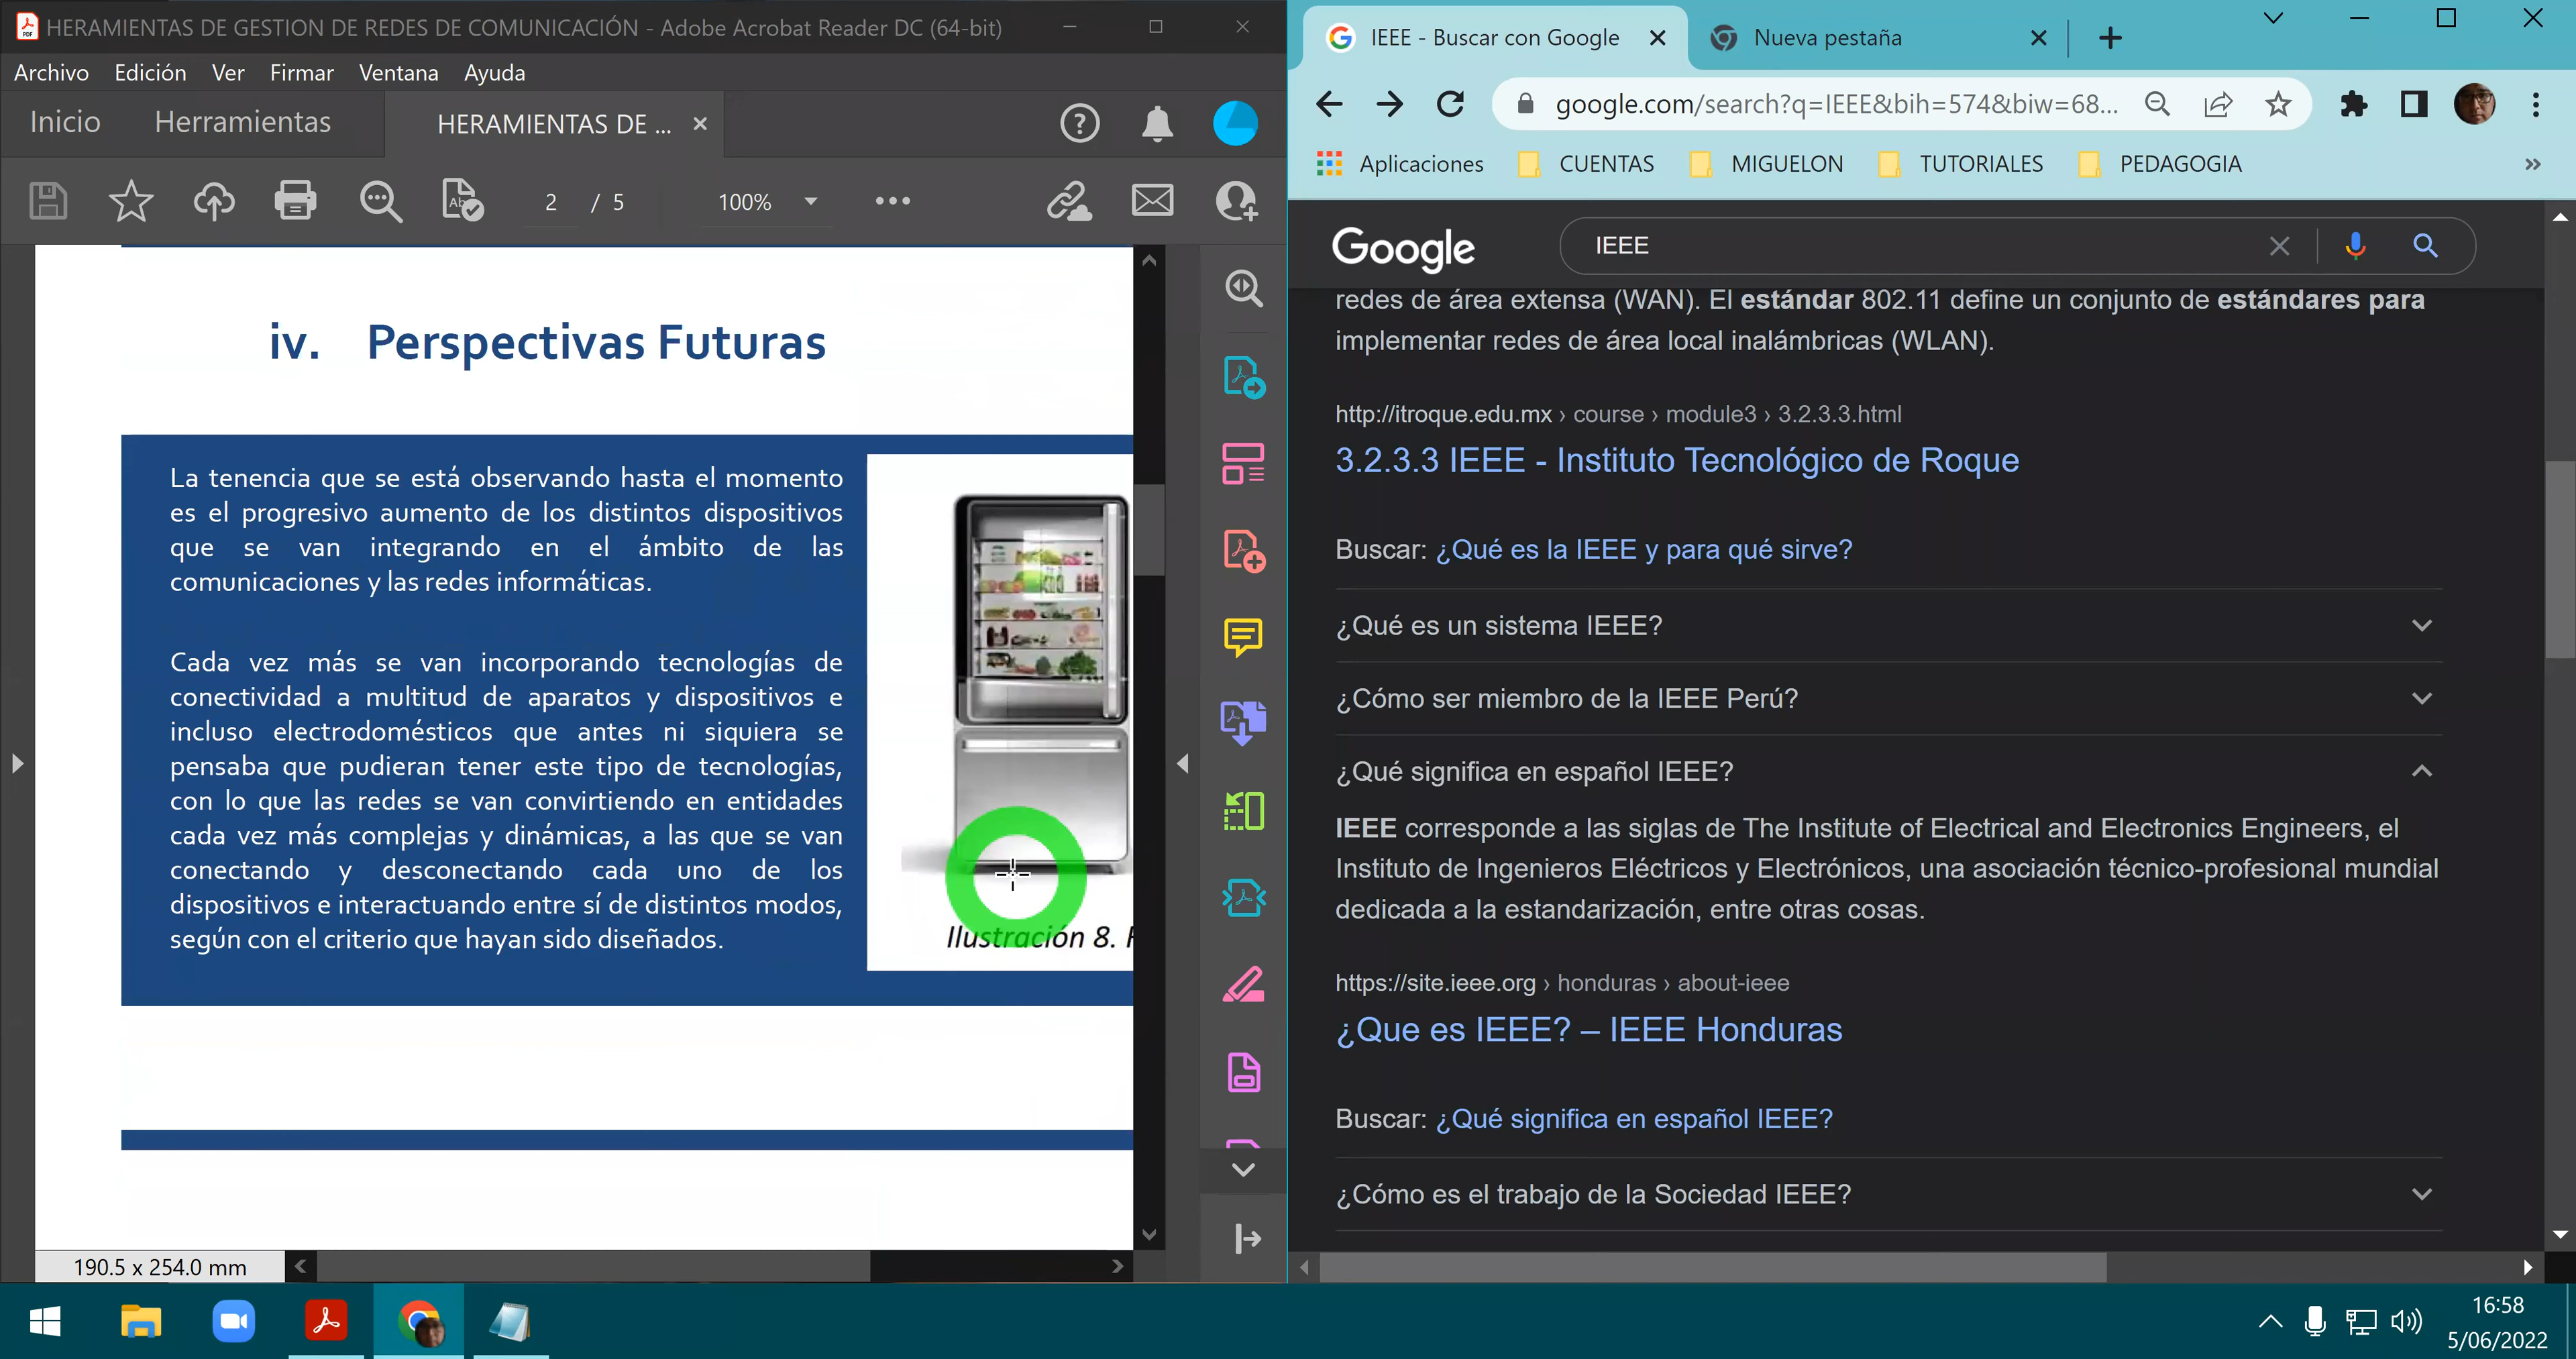 HERAMIENTAS DE GESTION DE REDES DE COMUNICACIÓN - Adobe Acrobat Reader DC (64-bit)
Archivo Edición Ver Firmar Ventana Ayuda
Inicio Herramientas HERAMIENTAS DE ...
2 / 5 100%
iv. Perspectivas Futuras
La tenencia que se está observando hasta el momento
es el progresivo aumento de los distintos dispositivos
que se van integrando en el ámbito de las
comunicaciones y las redes informáticas.
Cada vez más se van incorporando tecnologías de
conectividad a multitud de aparatos y dispositivos e
incluso electrodomésticos que antes ni siquiera se
pensaba que pudieran tener este tipo de tecnologías,
con lo que las redes se van convirtiendo en entidades
cada vez más complejas y dinámicas, a las que se van
conectando y desconectando cada uno de los
dispositivos e interactuando entre sí de distintos modos,
según con el criterio que hayan sido diseñados.
Ilustración 8.
190.5 x 254.0 mm
IEEE - Buscar con Google Nueva pestaña
google.com/search?q=IEEE&bih=574&biw=68...
Aplicaciones CUENTAS MIGUELON TUTORIALES PEDAGOGIA
Google IEEE
redes de área extensa (WAN). El estándar 802.11 define un conjunto de estándares para
implementar redes de área local inalámbricas (WLAN).
http://itroque.edu.mx › course › module3 › 3.2.3.3.html
3.2.3.3 IEEE - Instituto Tecnológico de Roque
Buscar: ¿Qué es la IEEE y para qué sirve?
¿Qué es un sistema IEEE?
¿Cómo ser miembro de la IEEE Perú?
¿Qué significa en español IEEE?
IEEE corresponde a las siglas de The Institute of Electrical and Electronics Engineers, el
Instituto de Ingenieros Eléctricos y Electrónicos, una asociación técnico-profesional mundial
dedicada a la estandarización, entre otras cosas.
https://site.ieee.org › honduras › about-ieee
¿Que es IEEE? – IEEE Honduras
Buscar: ¿Qué significa en español IEEE?
¿Cómo es el trabajo de la Sociedad IEEE?
16:58
5/06/2022